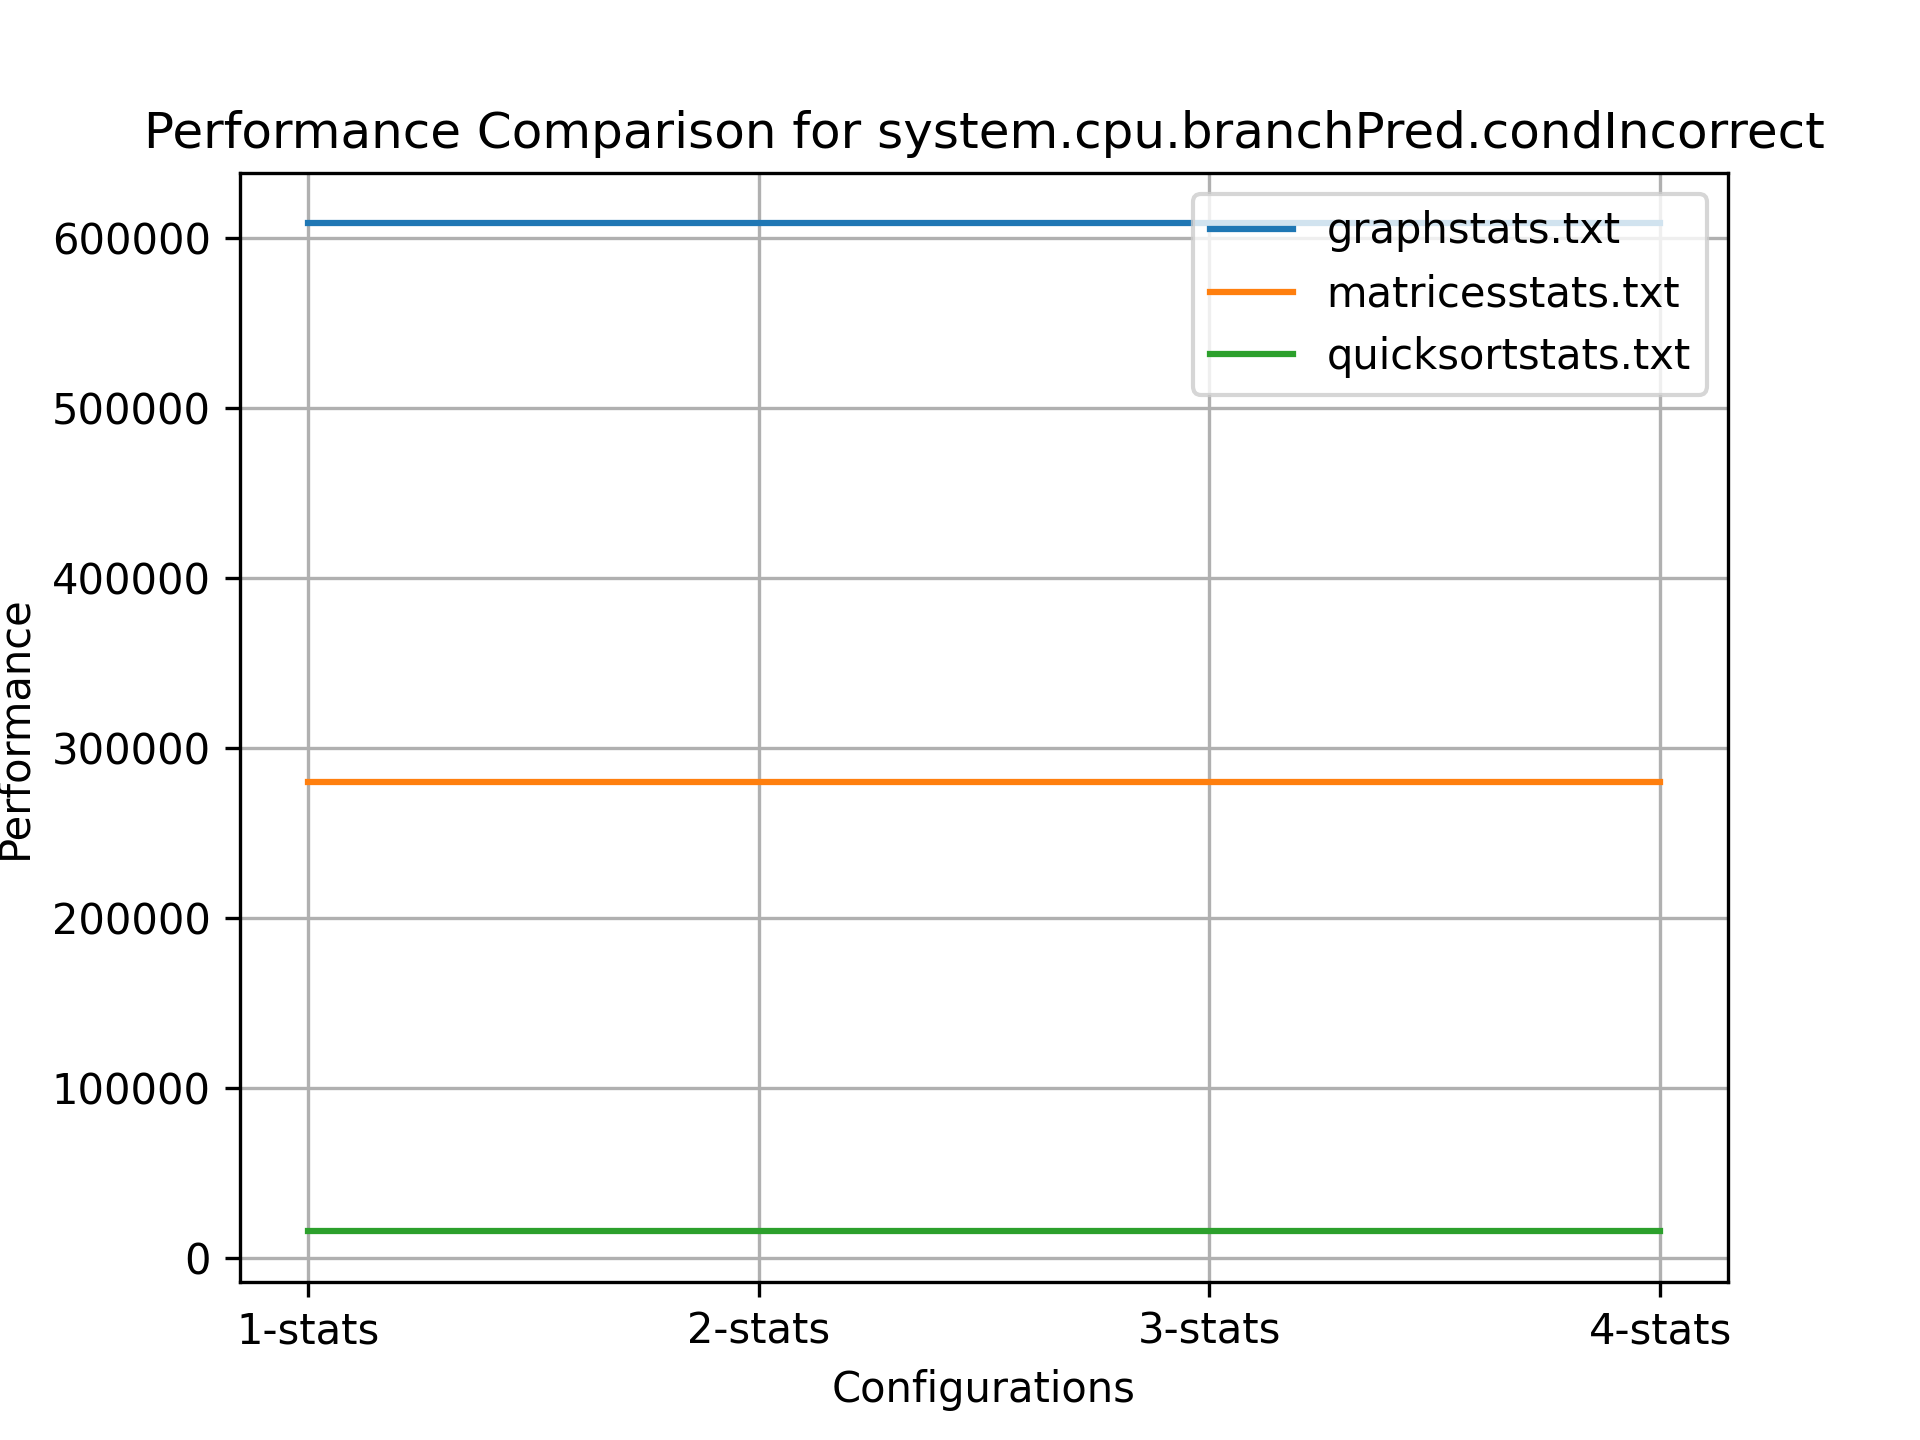 Performance Comparison for system.cpu.branchPred.condIncorrect
graphstats.txt
matricesstats.txt
quicksortstats.txt
600000
500000
400000
300000
200000
100000
0
Performance
1-stats 2-stats 3-stats 4-stats
Configurations